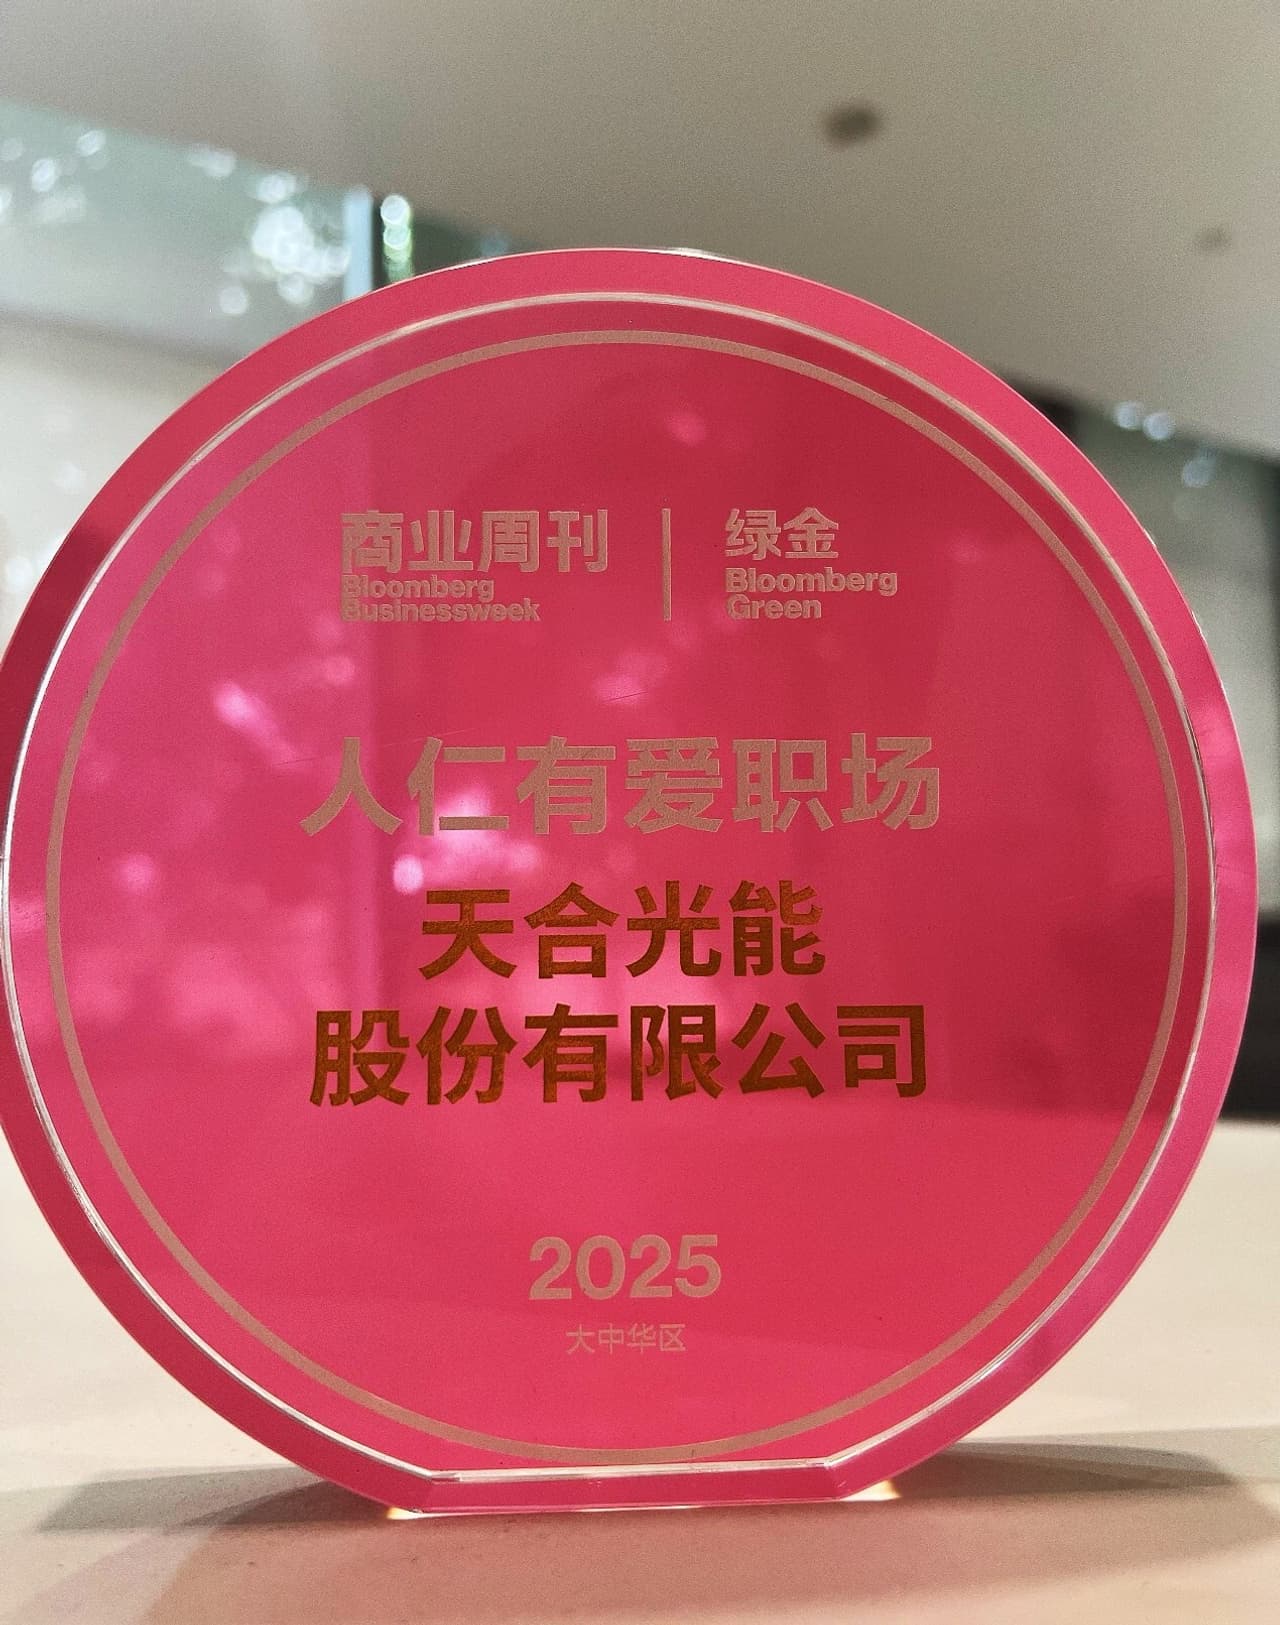 商业周刊 | 绿金
Bloomberg Businessweek Bloomberg Green
人仁有爱职场
天合光能
股份有限公司
2025
大中华区